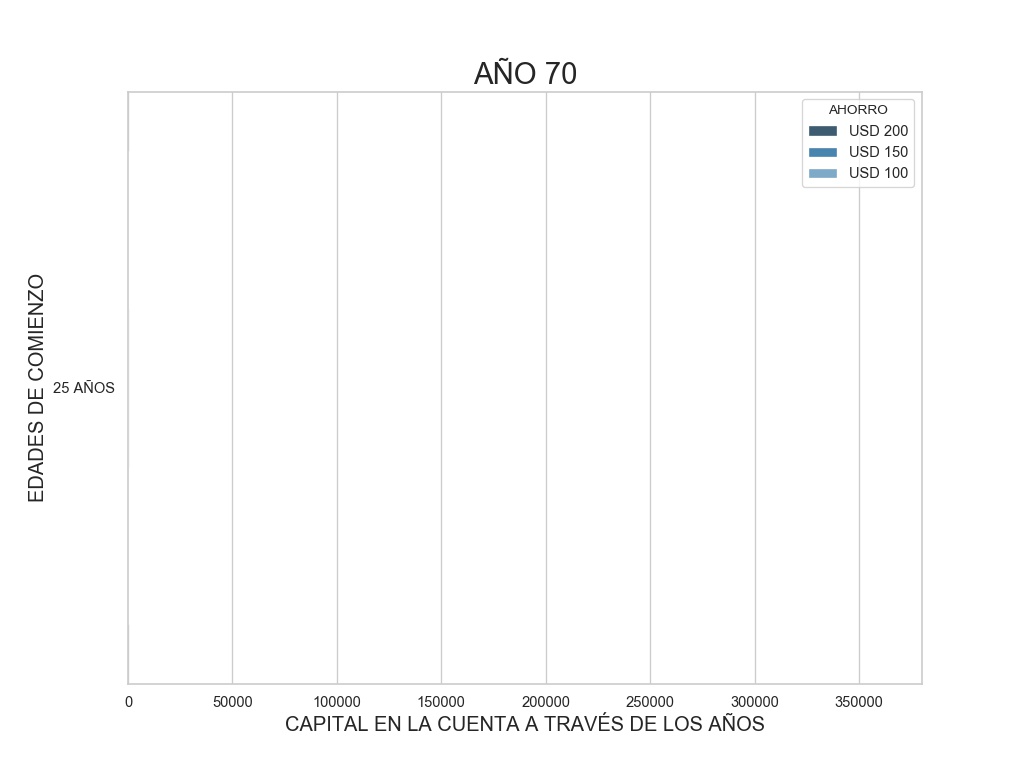 AÑO 70
AHORRO
USD 200
USD 150
USD 100
EDADES DE COMIENZO
25 AÑOS
0 50000 100000 150000 200000 250000 300000 350000
CAPITAL EN LA CUENTA A TRAVÉS DE LOS AÑOS